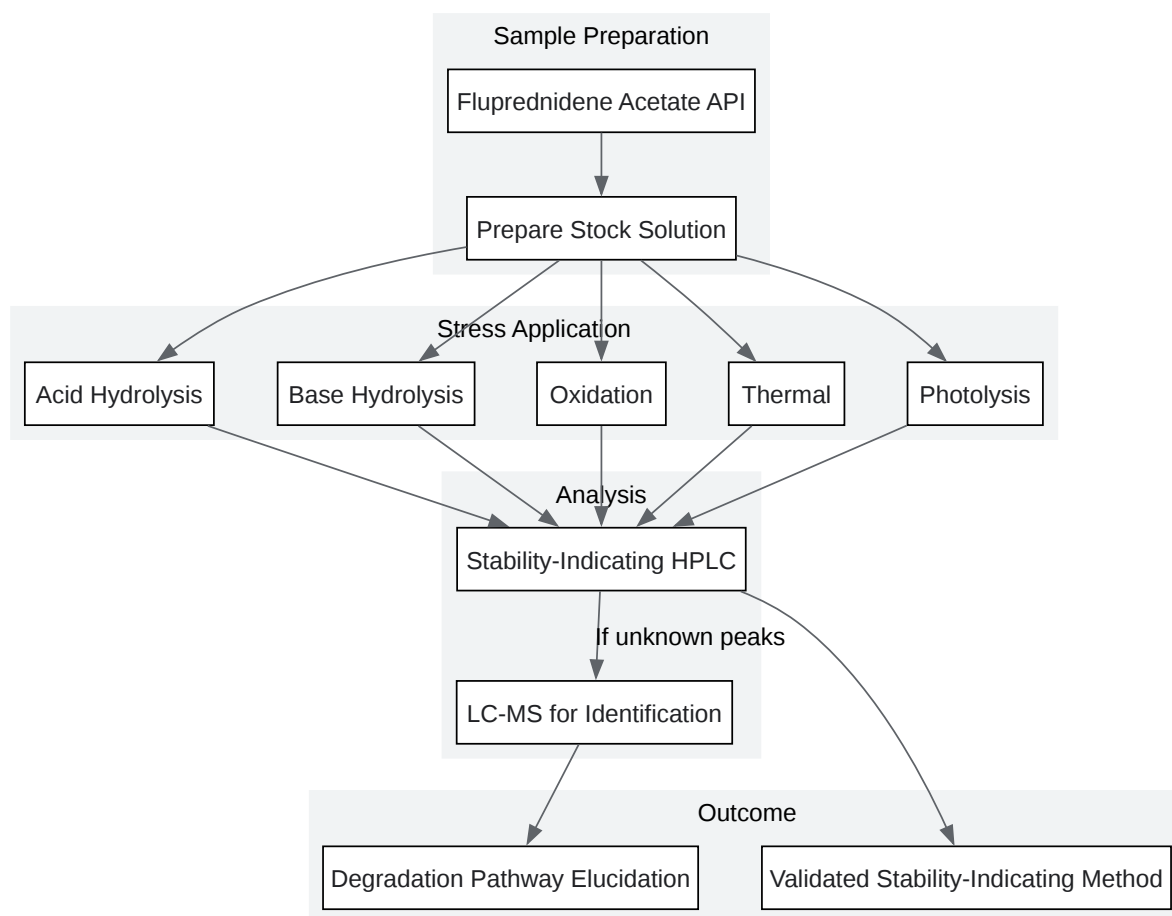 Sample Preparation
Fluprednidene Acetate API
Prepare Stock Solution
Stress Application
Acid Hydrolysis
Base Hydrolysis
Oxidation
Thermal
Photolysis
Analysis
Stability-Indicating HPLC
If unknown peaks
LC-MS for Identification
Outcome
Degradation Pathway Elucidation
Validated Stability-Indicating Method